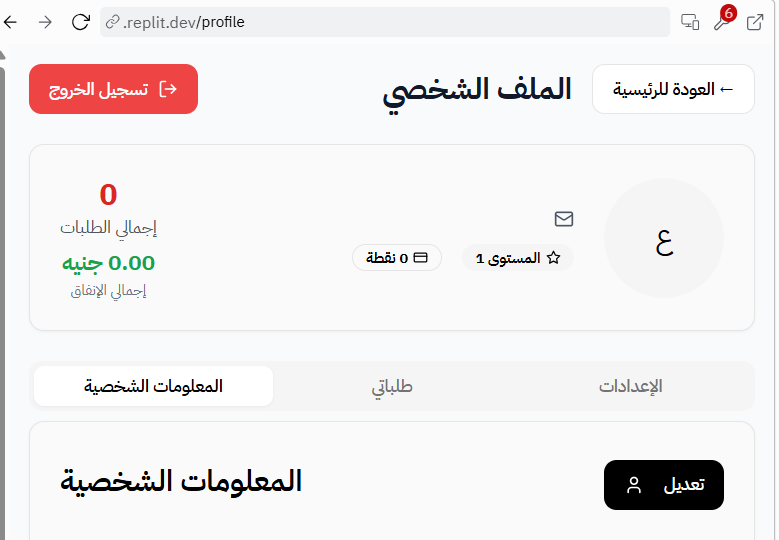 .replit.dev/profile
6
← العودة للرئيسية
الملف الشخصي
تسجيل الخروج
ع
المستوى 1
0 نقطة
0
إجمالي الطلبات
0.00 جنيه
إجمالي الإنفاق
الإعدادات
طلباتي
المعلومات الشخصية
تعديل
المعلومات الشخصية